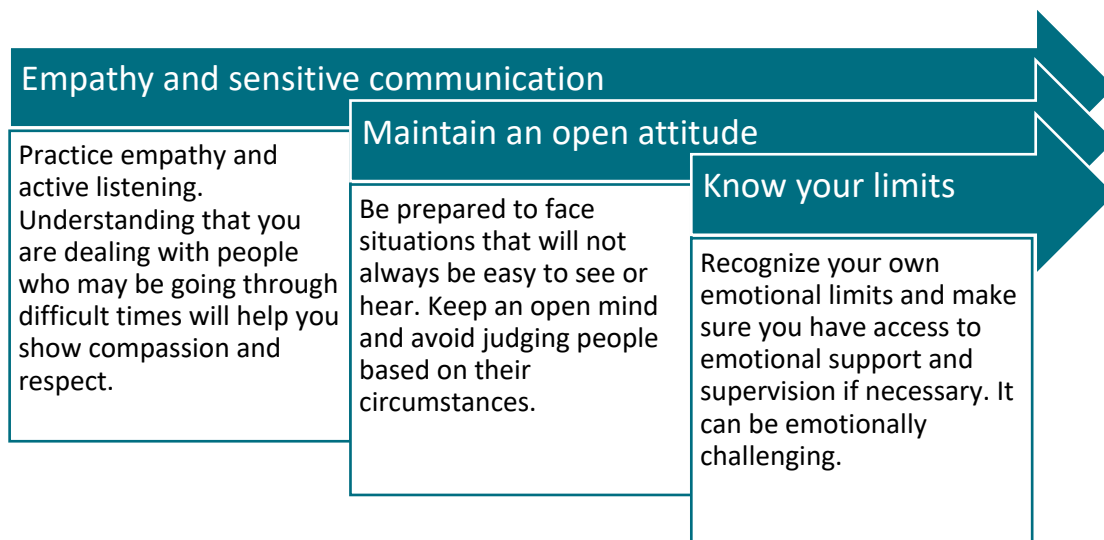 Empathy and sensitive communication
Practice empathy and
active listening.
Understanding that you
are dealing with people
who may be going through
difficult times will help you
show compassion and
respect.
Maintain an open attitude
Be prepared to face
situations that will not
always be easy to see or
hear. Keep an open mind
and avoid judging people
based on their
circumstances.
Know your limits
Recognize your own
emotional limits and make
sure you have access to
emotional support and
supervision if necessary. It
can be emotionally
challenging.